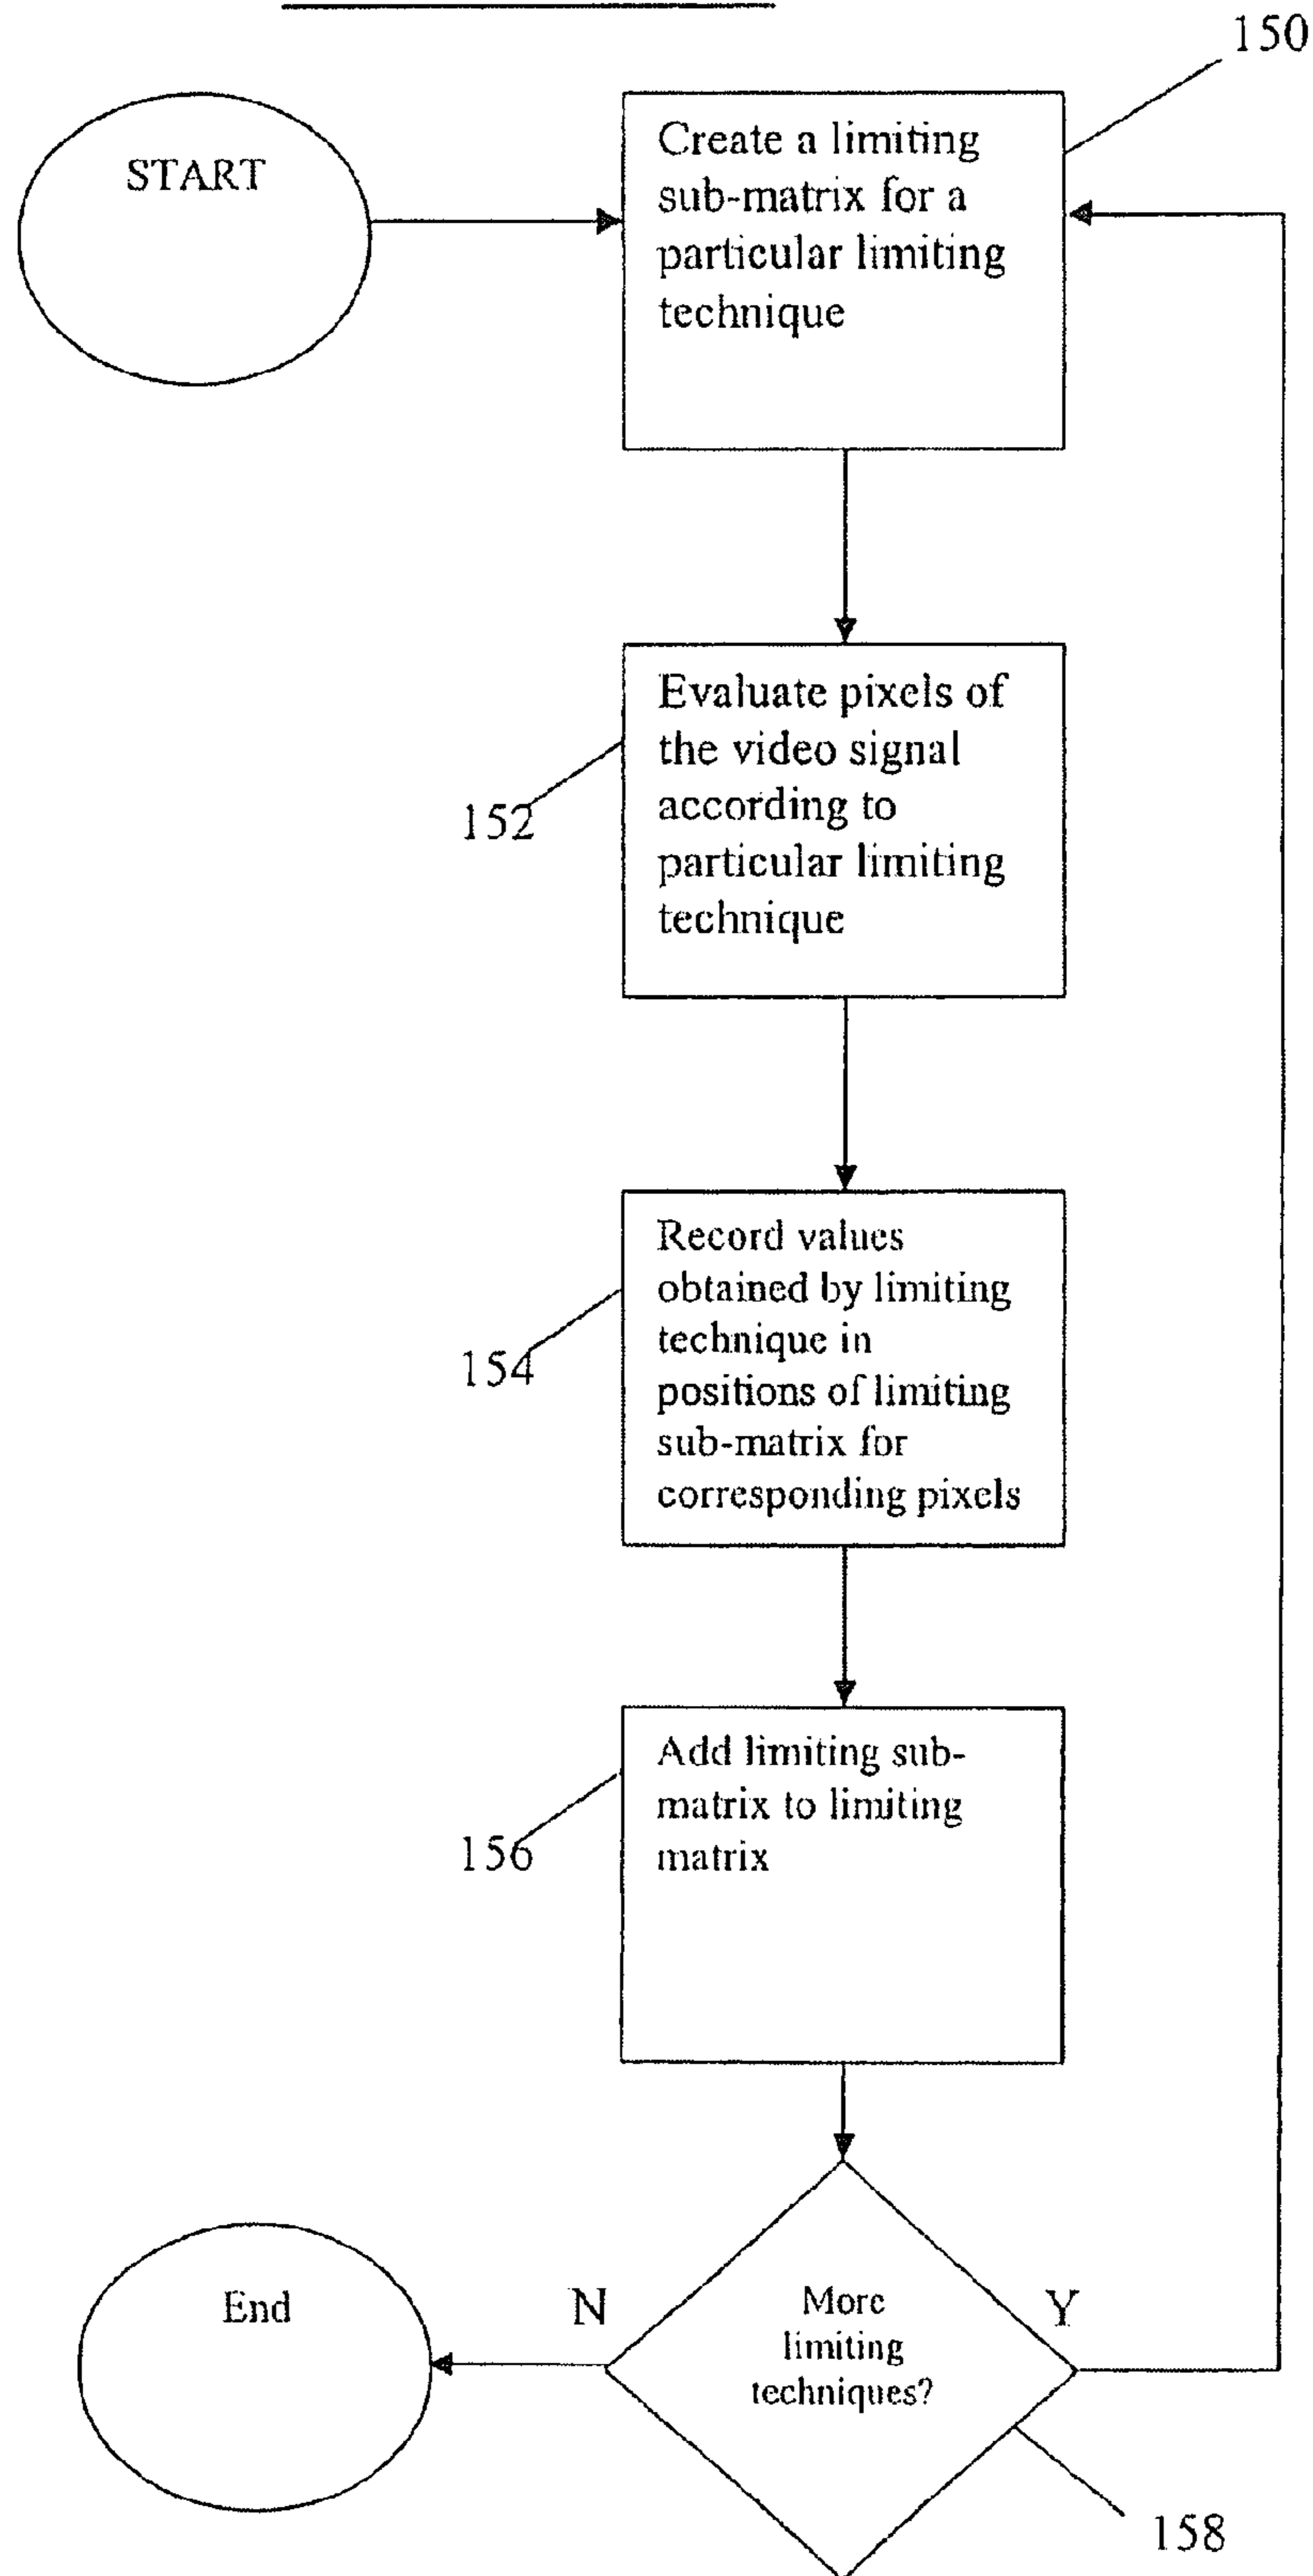 150
START
Create a limiting
sub-matrix for a
particular limiting
technique
Evaluate pixels of
the video signal
according to
particular limiting
technique
152
Record values
obtained by limiting
technique in
positions of limiting
sub-matrix for
corresponding pixels
154
Add limiting sub-
matrix to limiting
matrix
156
End
N
More
limiting
techniques?
Y
158